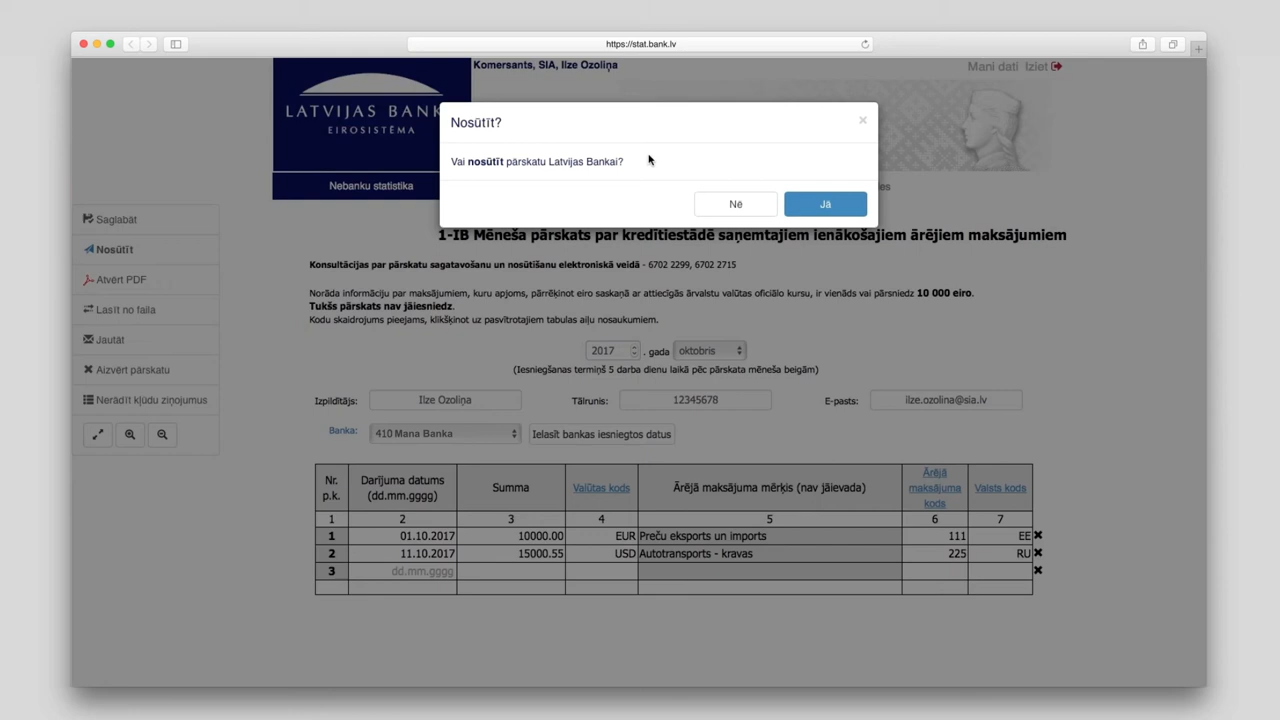 https://stat.bank.lv
Komersants, SIA, Ilze Ozoliņa
Mani dati Iziet
LATVIJAS BANK
EIROSISTĒMA
Nebanku statistika
Nosūtīt?
×
Vai nosūtīt pārskatu Latvijas Bankai?
Nē
Jā
Saglabāt
Nosūtīt
Atvērt PDF
Lasīt no faila
Jautāt
Aizvērt pārskatu
Nerādīt kļūdu ziņojumus
1-IB Mēneša pārskats par kredītiestādē saņemtajiem ienākošajiem ārējiem maksājumiem
Konsultācijas par pārskatu sagatavošanu un nosūtīšanu elektroniskā veidā - 6702 2299, 6702 2715
Norāda informāciju par maksājumiem, kuru apjoms, pārrēķinot eiro saskaņā ar attiecīgās ārvalstu valūtas oficiālo kursu, ir vienāds vai pārsniedz 10 000 eiro.
Tukšs pārskats nav jāiesniedz.
Kodu skaidrojums pieejams, klikšķinot uz pasvītrotajiem tabulas aiļu nosaukumiem.
2017 . gada oktobris
(Iesniegšanas termiņš 5 darba dienu laikā pēc pārskata mēneša beigām)
Izpildītājs: Ilze Ozoliņa Tālrunis: 12345678 E-pasts: ilze.ozolina@sia.lv
Banka: 410 Mana Banka Ielasīt bankas iesniegtos datus
Nr. p.k. Darījuma datums (dd.mm.gggg) Summa Valūtas kods Ārējā maksājuma mērķis (nav jāievada) Ārējā maksājuma kods Valsts kods
1 2 3 4 5 6 7
1 01.10.2017 10000.00 EUR Preču eksports un imports 111 EE
2 11.10.2017 15000.55 USD Autotransports - kravas 225 RU
3 dd.mm.gggg